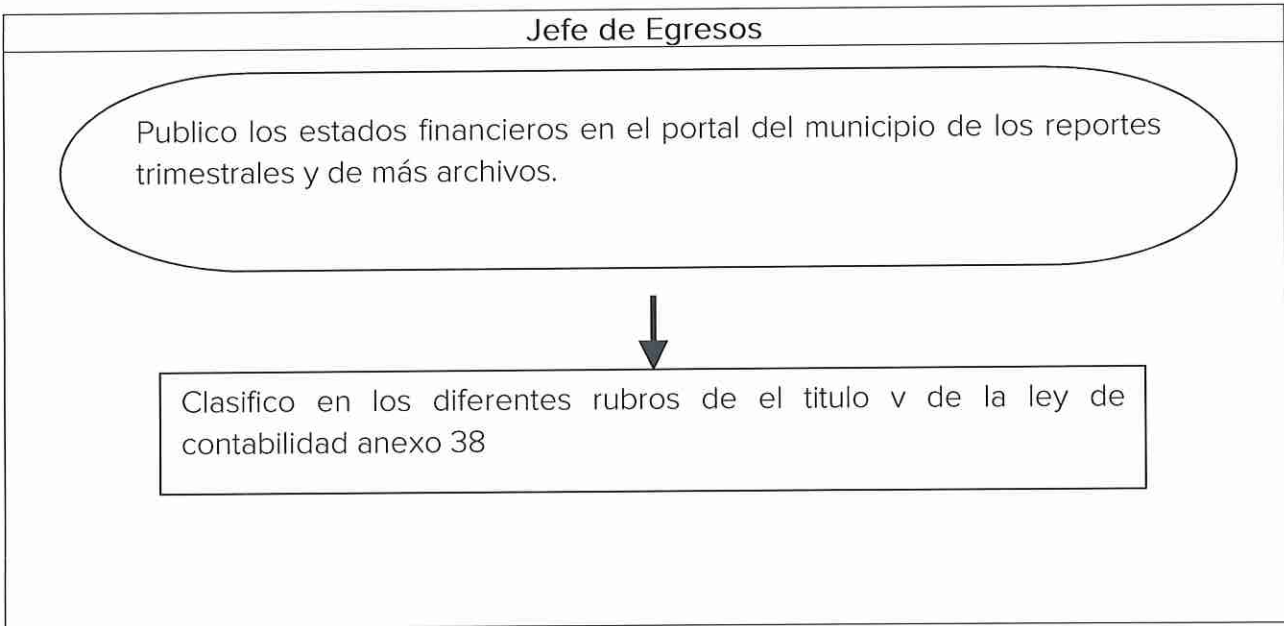 Jefe de Egresos
Publico los estados financieros en el portal del municipio de los reportes
trimestrales y de más archivos.
Clasifico en los diferentes rubros de el titulo v de la ley de
contabilidad anexo 38